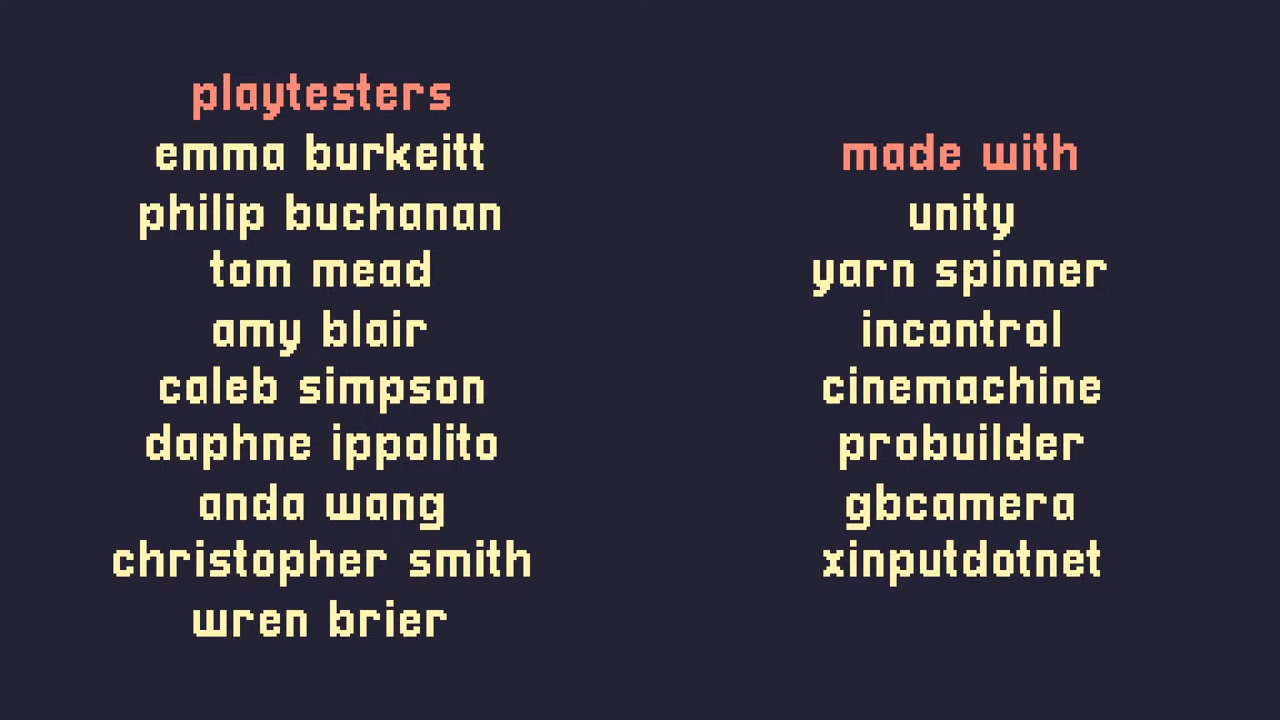 playtesters
emma burkeitt
philip buchanan
tom mead
amy blair
caleb simpson
daphne ippolito
anda wang
christopher smith
wren brier
made with
unity
yarn spinner
incontrol
cinemachine
probuilder
gbcamera
xinputdotnet